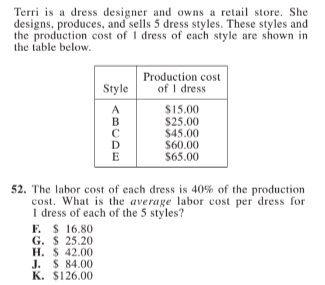 Terri is a dress designer and owns a retail store. She
designs, produces, and sells 5 dress styles. These styles and
the production cost of 1 dress of each style are shown in
the table below.
Style Production cost
of 1 dress
A $15.00
B $25.00
C $45.00
D $60.00
E $65.00
52. The labor cost of each dress is 40% of the production
cost. What is the average labor cost per dress for
1 dress of each of the 5 styles?
F. $ 16.80
G. $ 25.20
H. $ 42.00
J. $ 84.00
K. $126.00